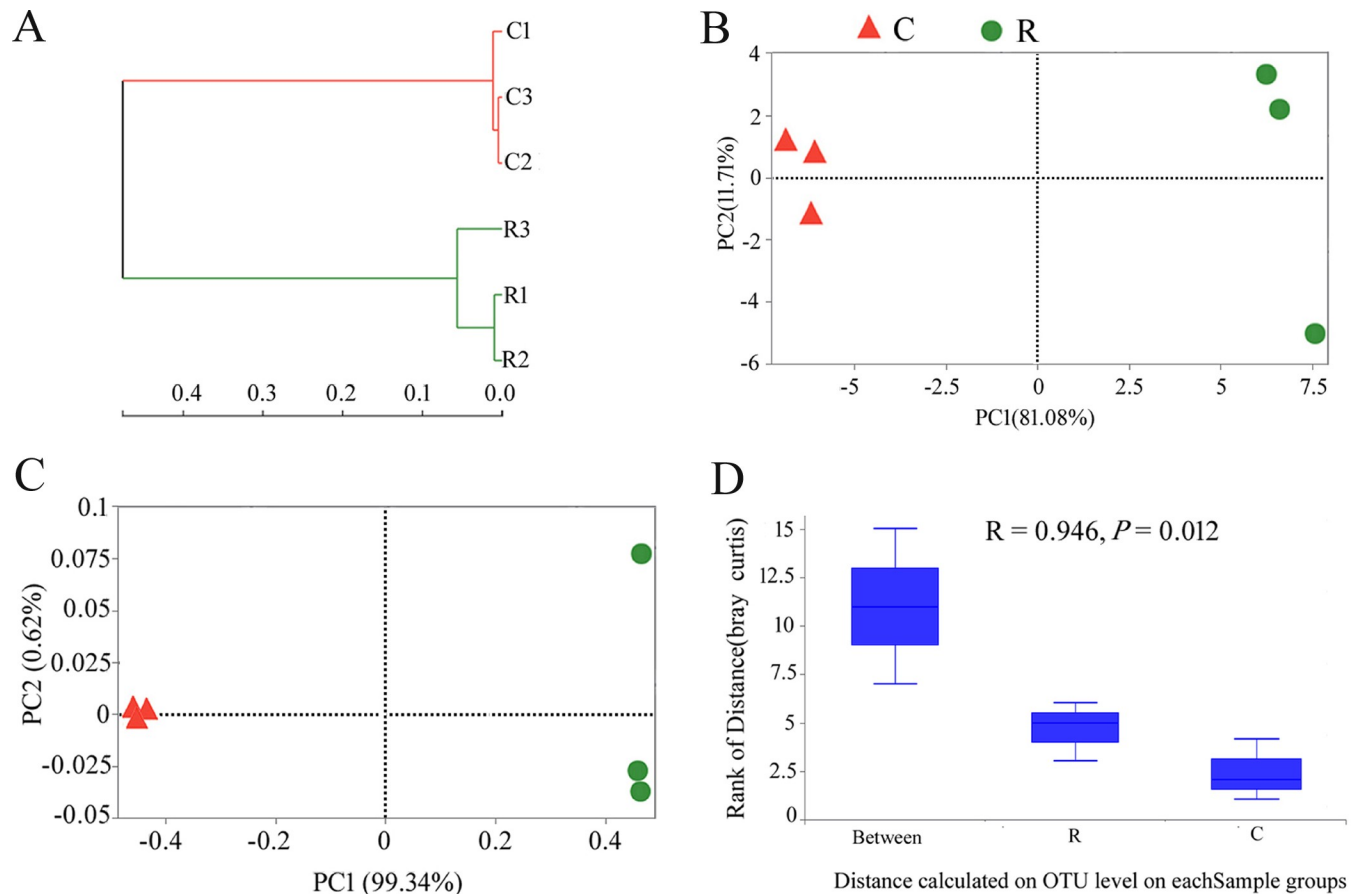 A
C1
C3
C2
R3
R1
R2
0.4 0.3 0.2 0.1 0.0
B
C R
4
2
0
-2
-4
-6
PC2(11.71%)
-5 -2.5 0 2.5 5 7.5
PC1(81.08%)
C
0.1
0.075
0.05
0.025
0
-0.025
-0.05
PC2 (0.62%)
-0.4 -0.2 0 0.2 0.4
PC1 (99.34%)
D
R = 0.946, P = 0.012
15
12.5
10
7.5
5
2.5
0
Rank of Distance(bray curtis)
Between R C
Distance calculated on OTU level on eachSample groups